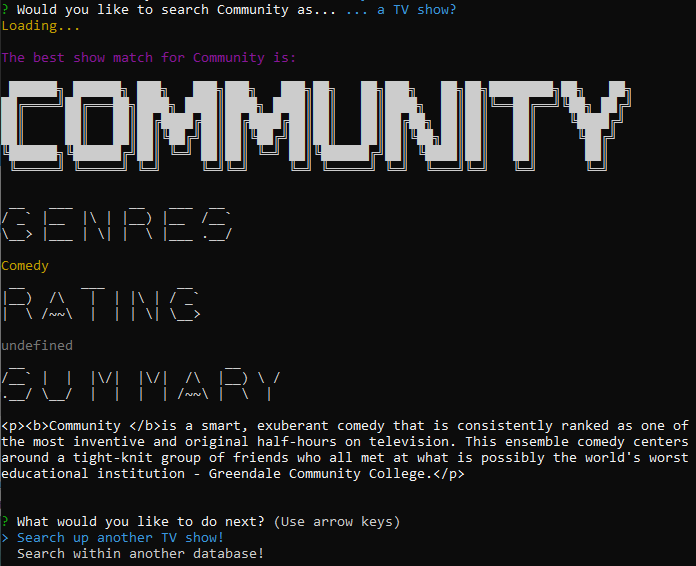 ? Would you like to search Community as... ... a TV show?
Loading...
The best show match for Community is:
COMMUNITY
GENRES
Comedy
RATING
undefined
SUMMARY
<p><b>Community </b>is a smart, exuberant comedy that is consistently ranked as one of
the most inventive and original half-hours on television. This ensemble comedy centers
around a tight-knit group of friends who all met at what is possibly the world's worst
educational institution - Greendale Community College.</p>
? What would you like to do next? (Use arrow keys)
> Search up another TV show!
Search within another database!